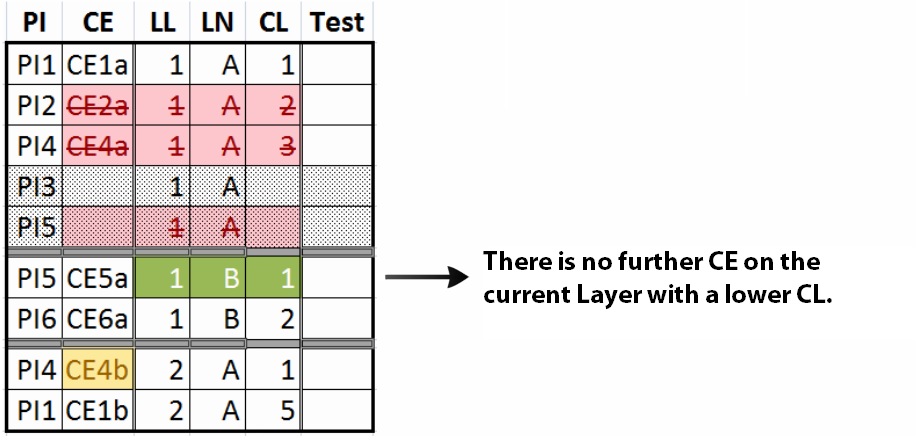 PI CE LL LN CL Test
PI1 CE1a 1 A 1
PI2 CE2a 1 A 2
PI4 CE4a 1 A 3
PI3 1 A
PI5 1 A
PI5 CE5a 1 B 1
There is no further CE on the
current Layer with a lower CL.
PI6 CE6a 1 B 2
PI4 CE4b 2 A 1
PI1 CE1b 2 A 5